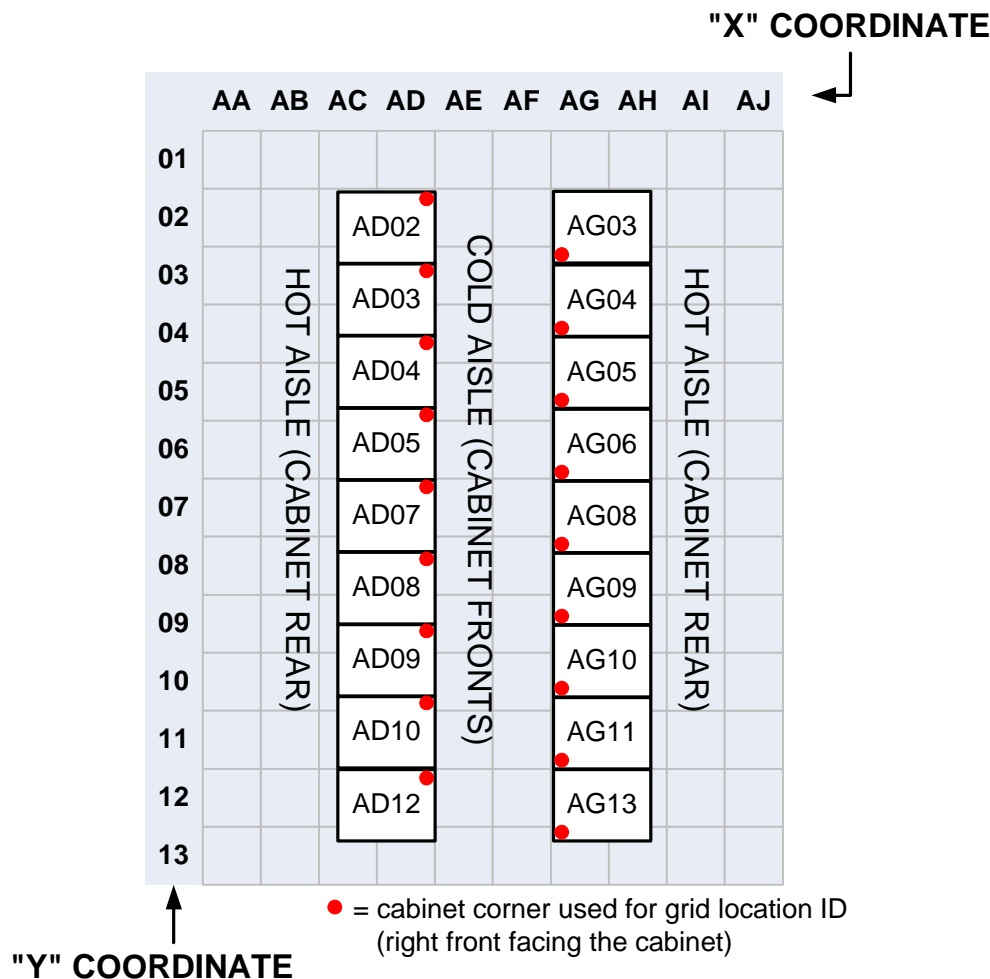 "X" COORDINATE
AA AB AC AD AE AF AG AH AI AJ
01
02
03
04
05
06
07
08
09
10
11
12
13
HOT AISLE (CABINET REAR)
AD02
AD03
AD04
AD05
AD07
AD08
AD09
AD10
AD12
COLD AISLE (CABINET FRONTS)
AG03
AG04
AG05
AG06
AG08
AG09
AG10
AG11
AG13
HOT AISLE (CABINET REAR)
= cabinet corner used for grid location ID
(right front facing the cabinet)
"Y" COORDINATE